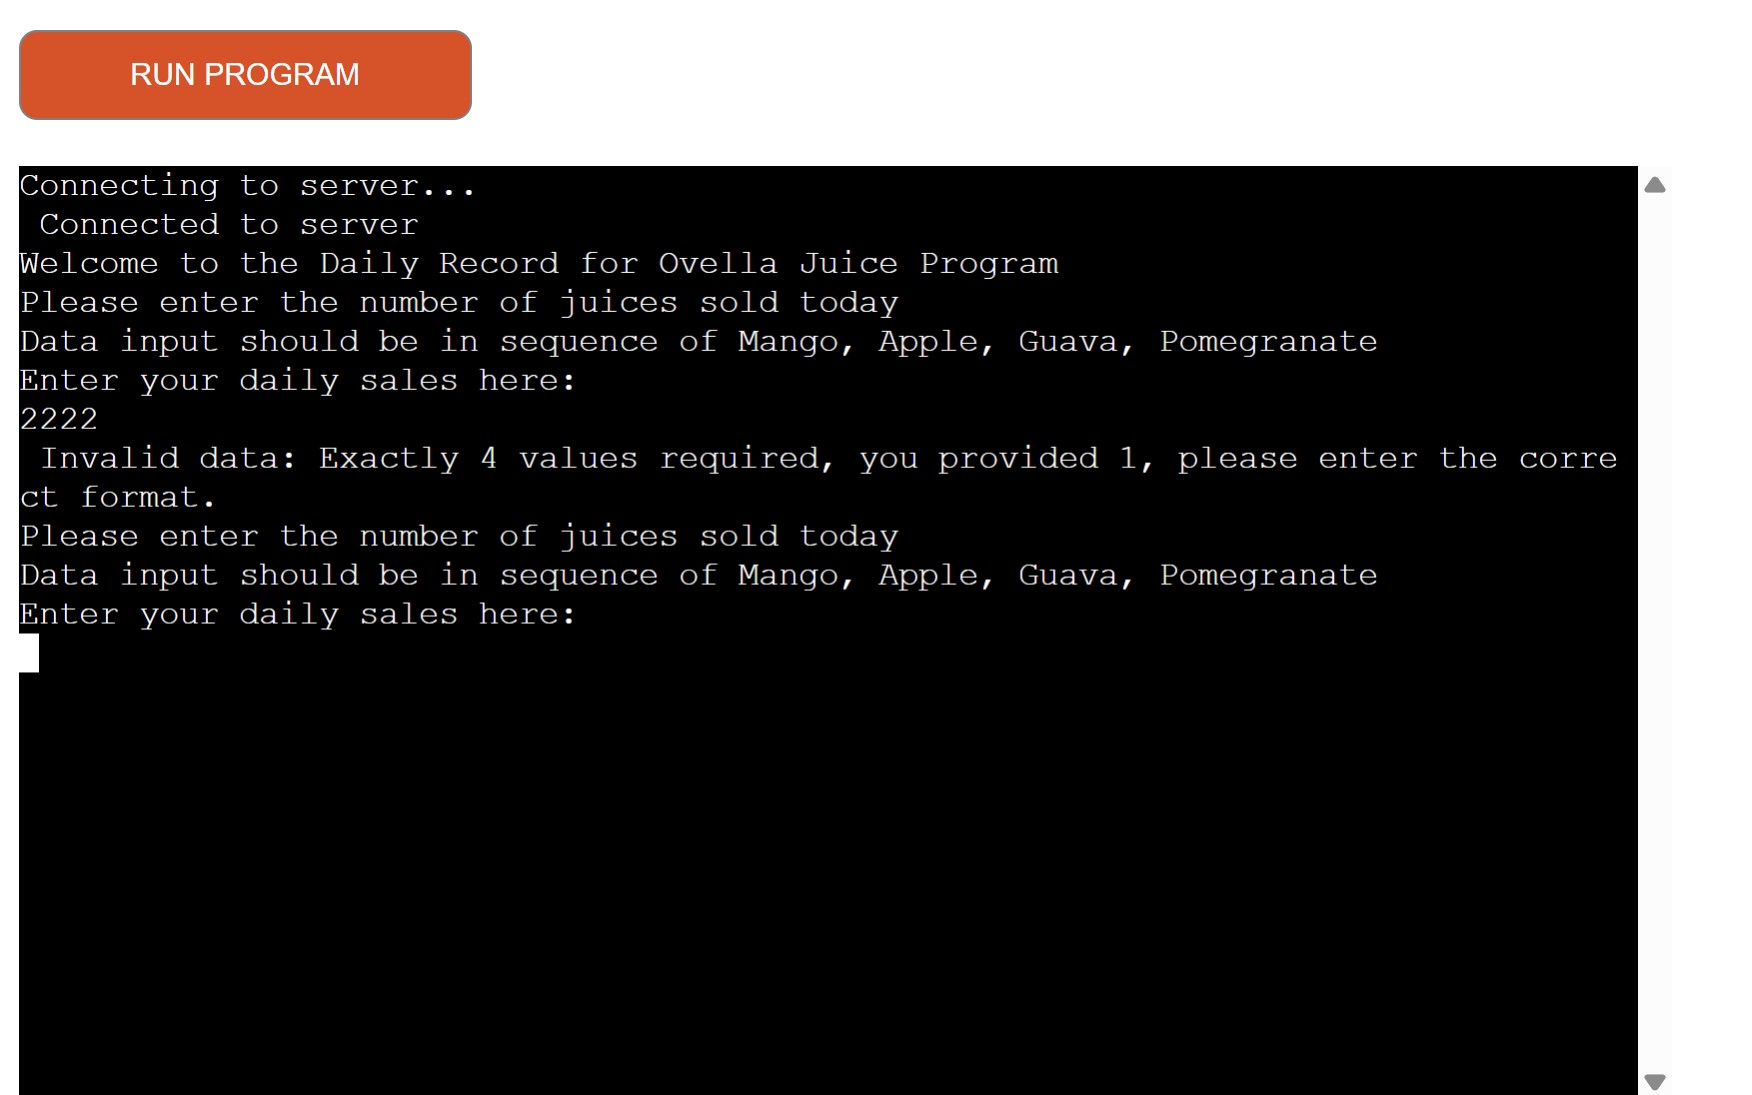 RUN PROGRAM
Connecting to server...
Connected to server
Welcome to the Daily Record for Ovella Juice Program
Please enter the number of juices sold today
Data input should be in sequence of Mango, Apple, Guava, Pomegranate
Enter your daily sales here:
2222
Invalid data: Exactly 4 values required, you provided 1, please enter the corre
ct format.
Please enter the number of juices sold today
Data input should be in sequence of Mango, Apple, Guava, Pomegranate
Enter your daily sales here: